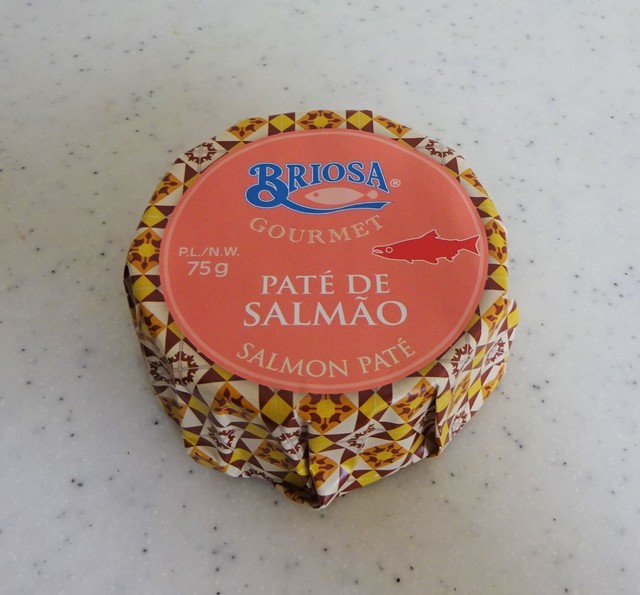 BRIOSA®
GOURMET
P.L./N.W.
75g
PATÉ DE
SALMÃO
SALMON PATÉ